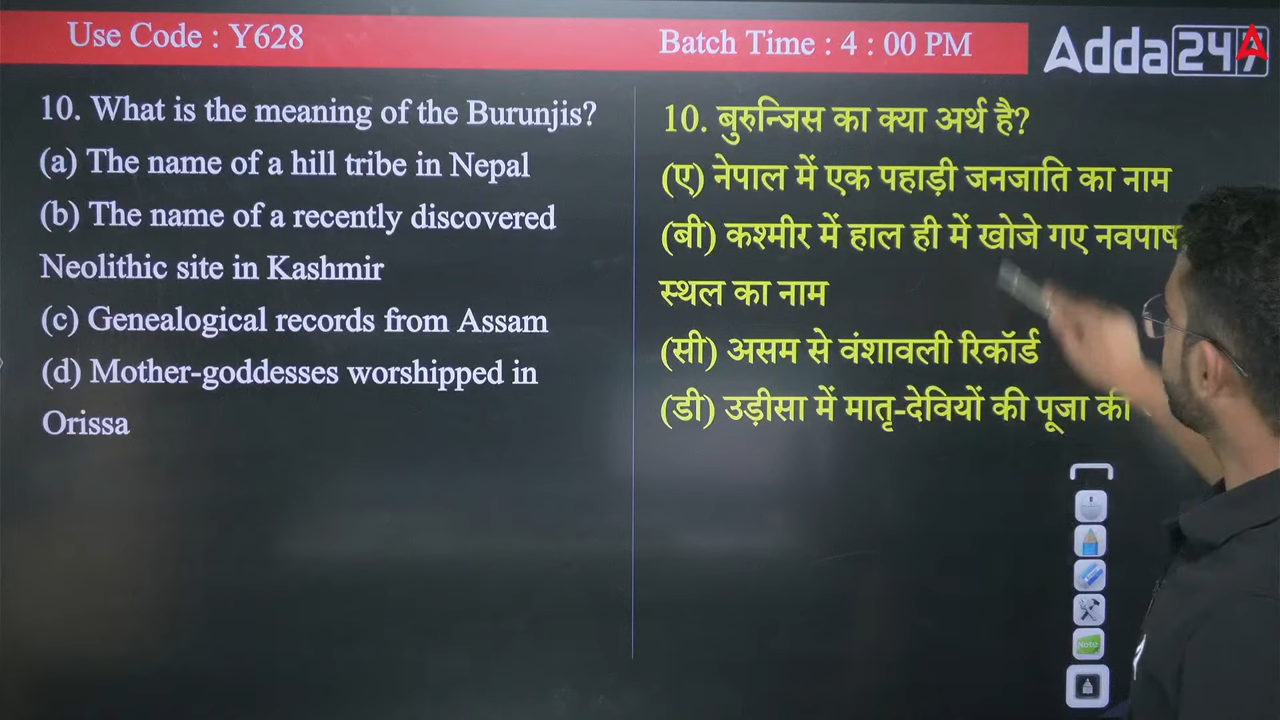 Use Code : Y628
Batch Time : 4 : 00 PM
Adda247
10. What is the meaning of the Burunjis?
(a) The name of a hill tribe in Nepal
(b) The name of a recently discovered
Neolithic site in Kashmir
(c) Genealogical records from Assam
(d) Mother-goddesses worshipped in
Orissa
10. बुरुन्जिस का क्या अर्थ है?
(ए) नेपाल में एक पहाड़ी जनजाति का नाम
(बी) कश्मीर में हाल ही में खोजे गए
स्थल का नाम
(सी) असम से वंशावली रिकॉर्ड
(डी) उड़ीसा में मातृ-देवियों की पूजा की
Note